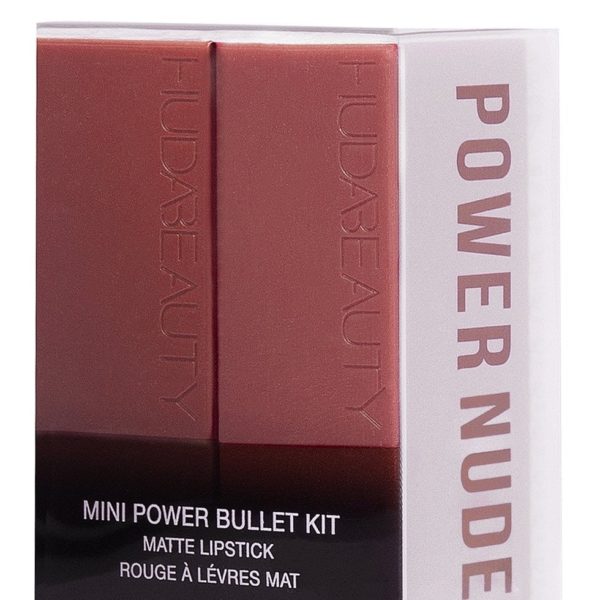 HUDABEAUTY
HUDABEAUTY
POWER NUDE
MINI POWER BULLET KIT
MATTE LIPSTICK
ROUGE À LÉVRES MAT